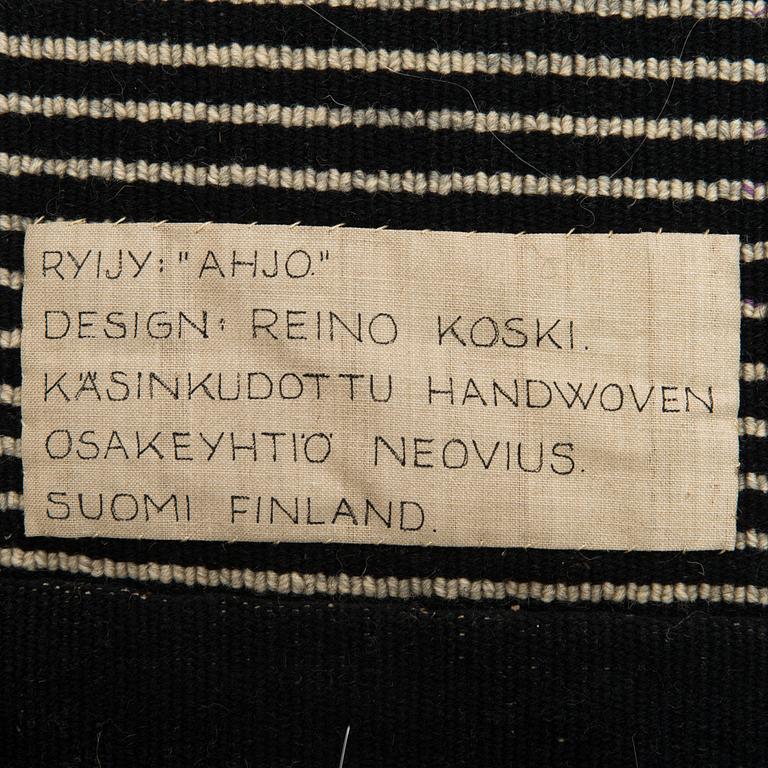 RYIJY: "AHJO."
DESIGN: REINO KOSKI.
KÄSINKUDOTTU HANDWOVEN
OSAKEYHTIÖ NEOVIUS.
SUOMI FINLAND.